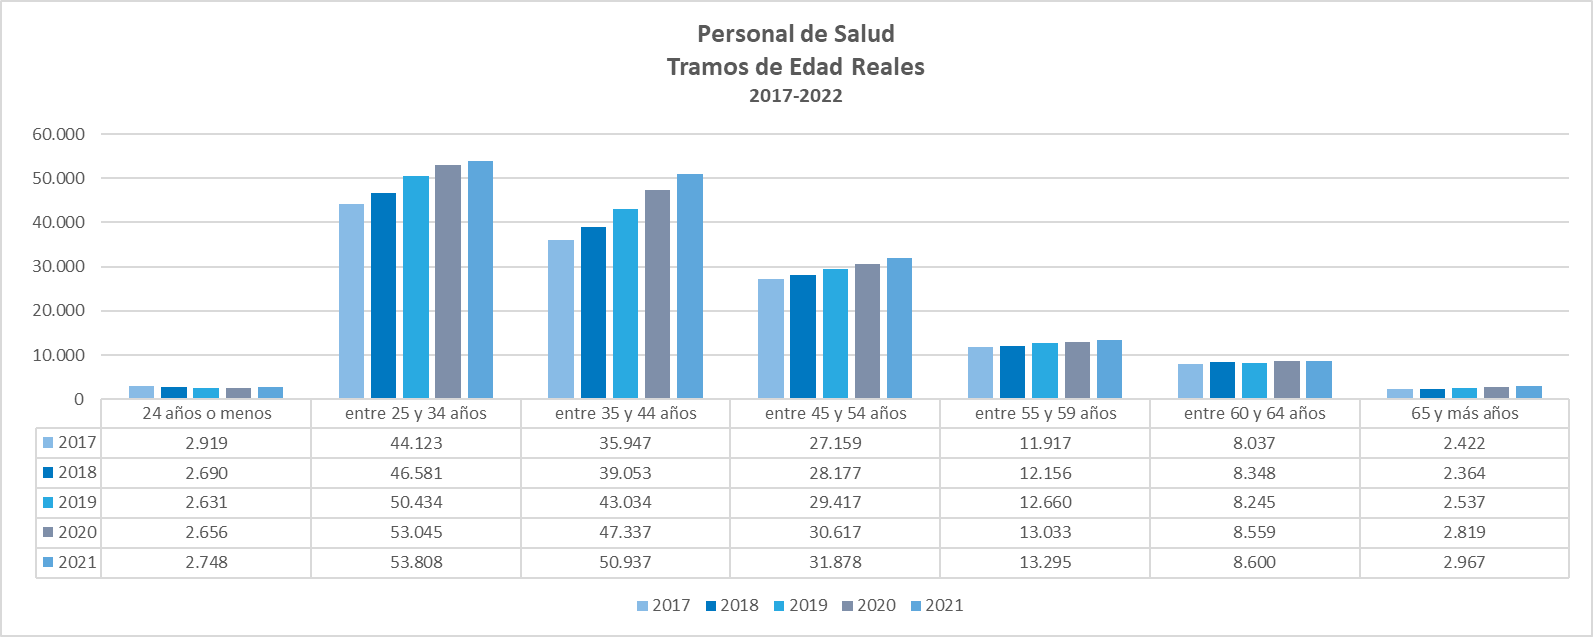 Personal de Salud
Tramos de Edad Reales
2017-2022
60.000
50.000
40.000
30.000
20.000
10.000
0
24 años o menos entre 25 y 34 años entre 35 y 44 años entre 45 y 54 años entre 55 y 59 años entre 60 y 64 años 65 y más años
2017 2.919 44.123 35.947 27.159 11.917 8.037 2.422
2018 2.690 46.581 39.053 28.177 12.156 8.348 2.364
2019 2.631 50.434 43.034 29.417 12.660 8.245 2.537
2020 2.656 53.045 47.337 30.617 13.033 8.559 2.819
2021 2.748 53.808 50.937 31.878 13.295 8.600 2.967
2017 2018 2019 2020 2021